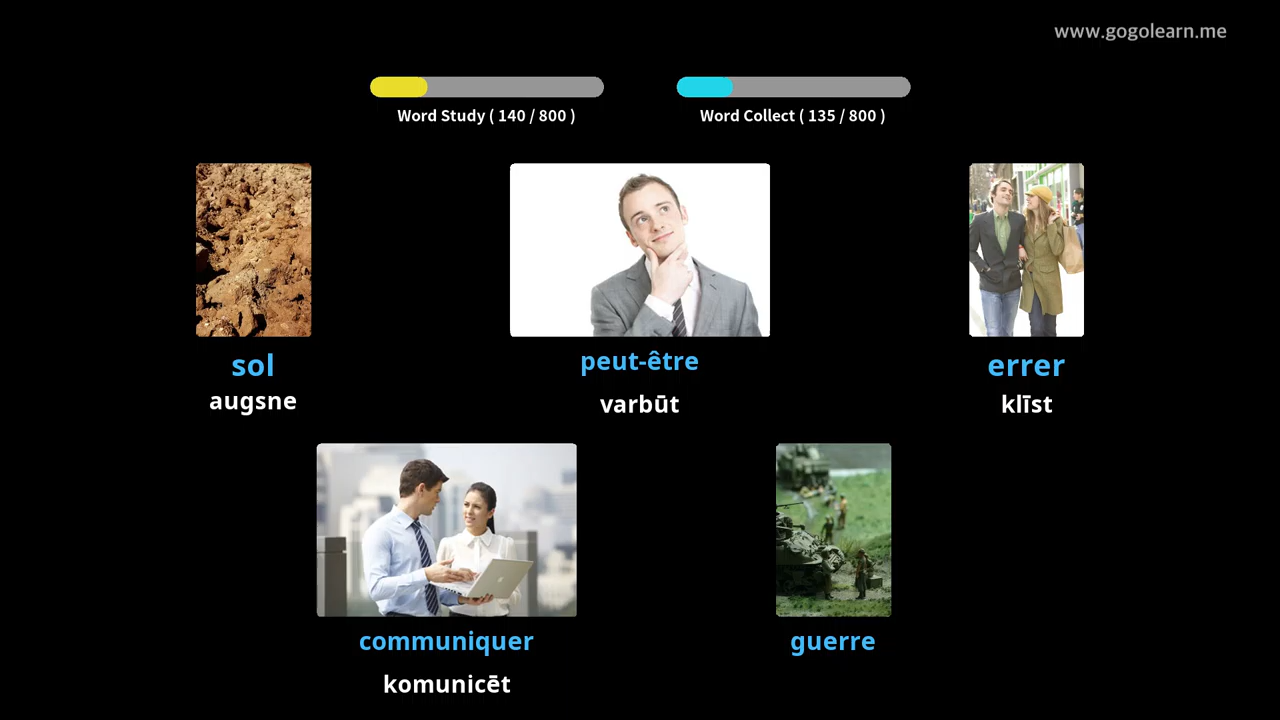 www.gogolearn.me
Word Study ( 140 / 800 )
Word Collect ( 135 / 800 )
sol
augsne
peut-être
varbūt
errer
klīst
communiquer
komunicēt
guerre